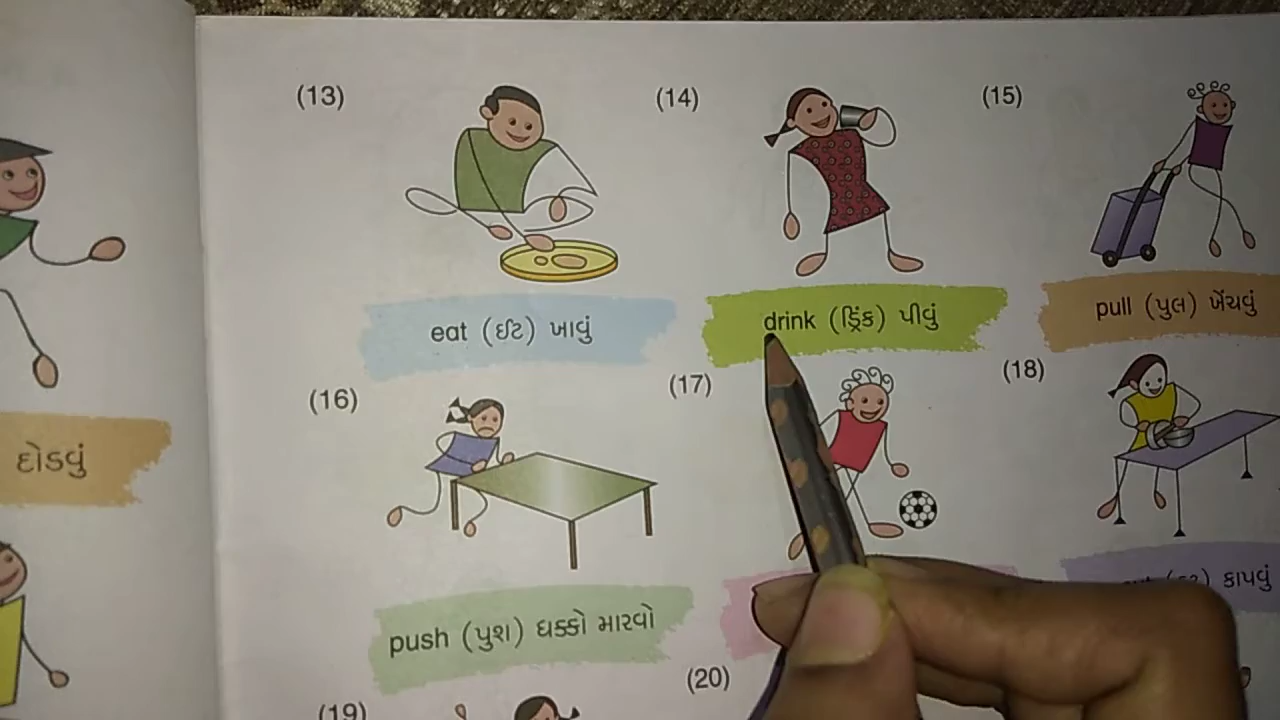 (13)
(14)
(15)
eat (ઈટ) ખાવું
drink (ડ્રિંક) પીવું
pull (પુલ) ખેંચવું
(16)
(17)
(18)
દોડવું
push (પુશ) ધક્કો મારવો
કાપવું
(19)
(20)